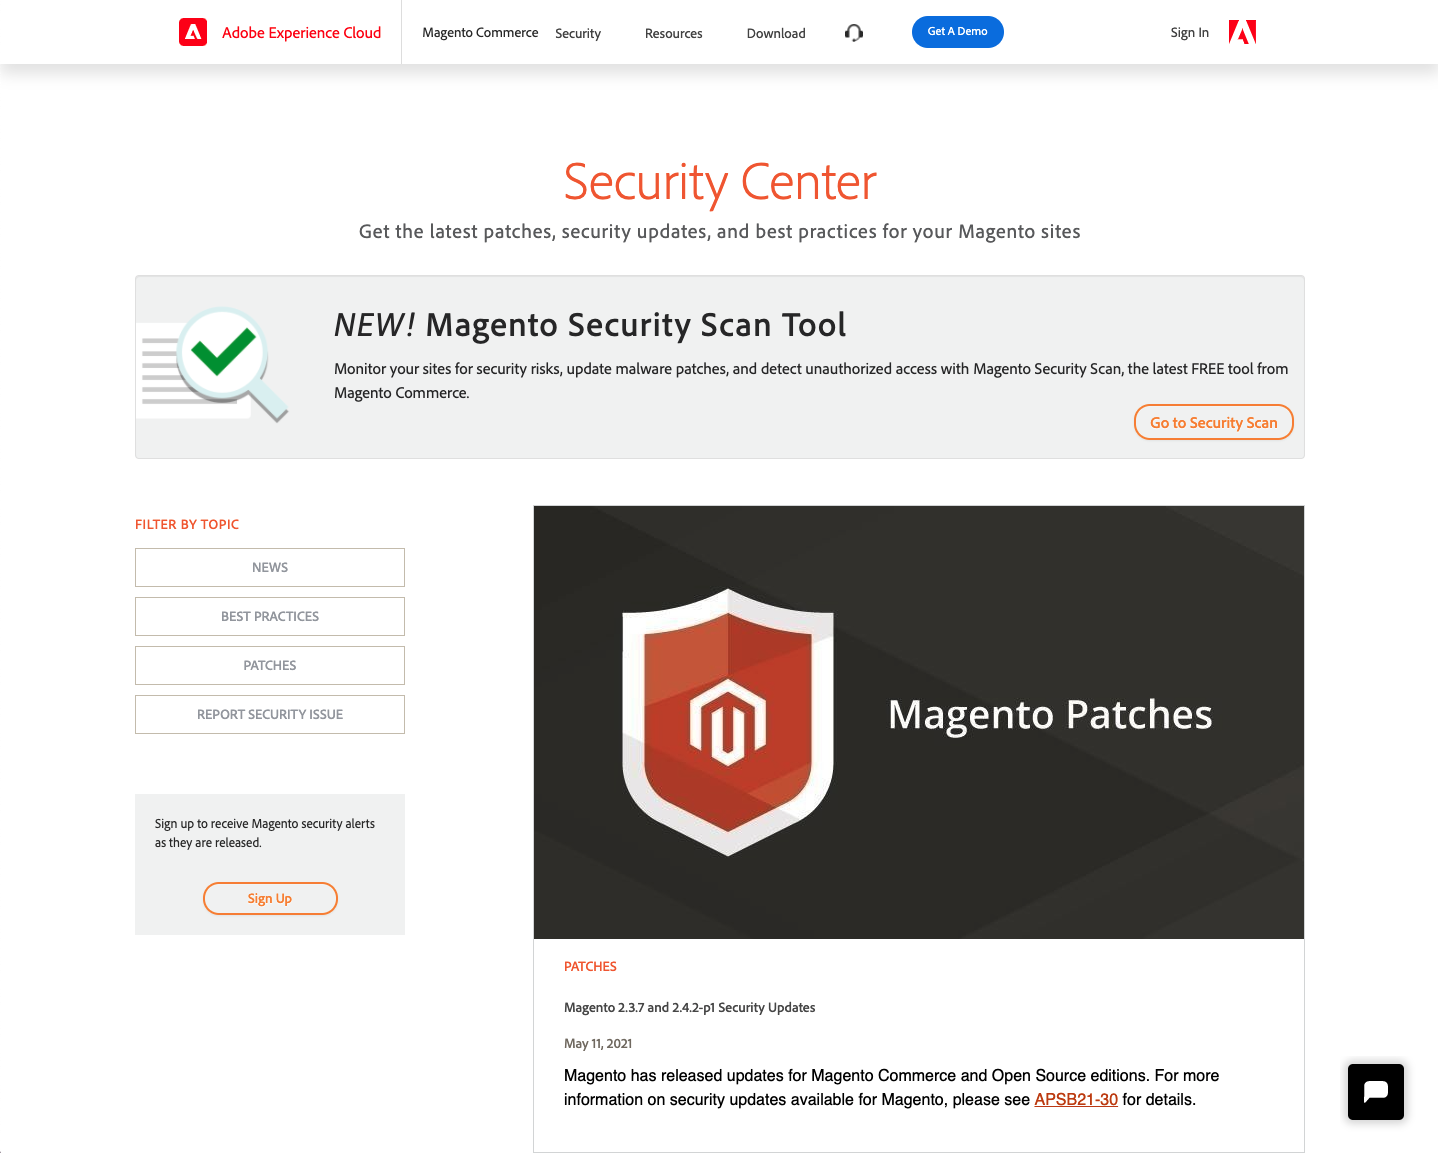 Adobe Experience Cloud
Magento Commerce
Security
Resources
Download
Get A Demo
Sign In
Security Center
Get the latest patches, security updates, and best practices for your Magento sites
NEW! Magento Security Scan Tool
Monitor your sites for security risks, update malware patches, and detect unauthorized access with Magento Security Scan, the latest FREE tool from
Magento Commerce.
Go to Security Scan
FILTER BY TOPIC
NEWS
BEST PRACTICES
PATCHES
REPORT SECURITY ISSUE
Sign up to receive Magento security alerts
as they are released.
Sign Up
Magento Patches
PATCHES
Magento 2.3.7 and 2.4.2-p1 Security Updates
May 11, 2021
Magento has released updates for Magento Commerce and Open Source editions. For more
information on security updates available for Magento, please see APSB21-30 for details.